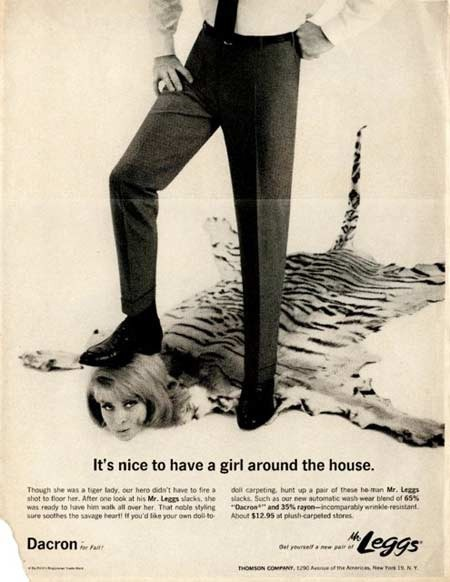 It's nice to have a girl around the house.
Though she was a tiger lady, our hero didn't have to fire a
shot to floor her. After one look at his Mr. Leggs slacks, she
was ready to have him walk all over her. That noble styling
sure soothes the savage heart! If you'd like your own doll-to-
doll carpeting, hunt up a pair of these he-man Mr. Leggs
slacks. Such as our new automatic wash-wear blend of 65%
"Dacron®" and 35% rayon—incomparably wrinkle-resistant.
About $12.95 at plush-carpeted stores.
Dacron for Fall!
Get yourself a new pair of Mr. Leggs®
THOMSON COMPANY, 1290 Avenue of the Americas, New York 19, N. Y.